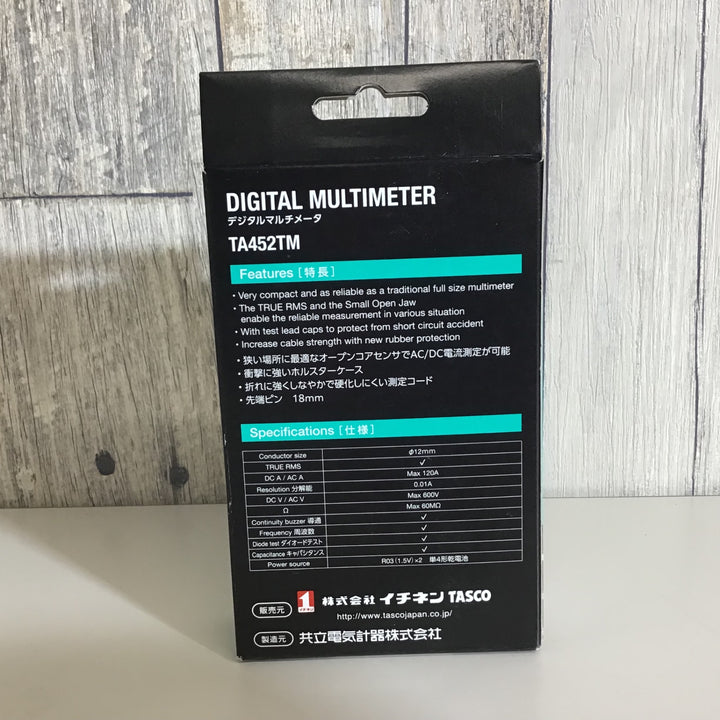 DIGITAL MULTIMETER
デジタルマルチメータ
TA452TM
Features [特長]
・Very compact and as reliable as a traditional full size multimeter
・The TRUE RMS and the Small Open Jaw
enable the reliable measurement in various situation
・With test lead caps to protect from short circuit accident
・Increase cable strength with new rubber protection
・狭い場所に最適なオープンコアセンサでAC/DC電流測定が可能
・衝撃に強いホルスターケース
・折れに強くしなやかで硬化しにくい測定コード
・先端ピン 18mm
Specifications [仕様]
Conductor size φ12mm
TRUE RMS ✓
DC A / AC A Max 120A
Resolution 分解能 0.01A
DC V / AC V Max 600V
Ω Max 60MΩ
Continuity buzzer 導通 ✓
Frequency 周波数 ✓
Diode test ダイオードテスト ✓
Capacitance キャパシタンス ✓
Power source R03 (1.5V)×2 単4形乾電池
販売元 1 イチネン 株式会社 イチネン TASCO
http://www.tascojapan.co.jp/
製造元 共立電気計器株式会社